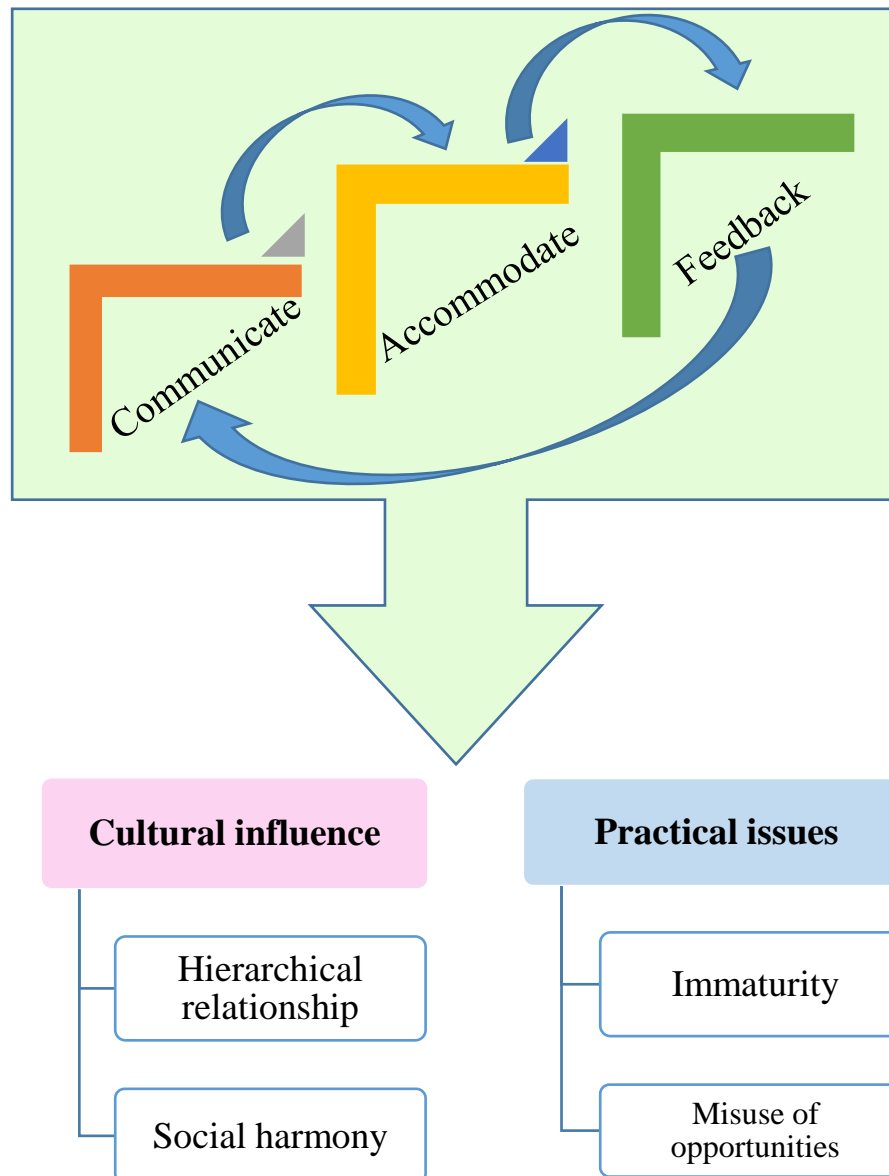 Communicate
Accommodate
Feedback
Cultural influence
Practical issues
Hierarchical
relationship
Immaturity
Social harmony
Misuse of
opportunities